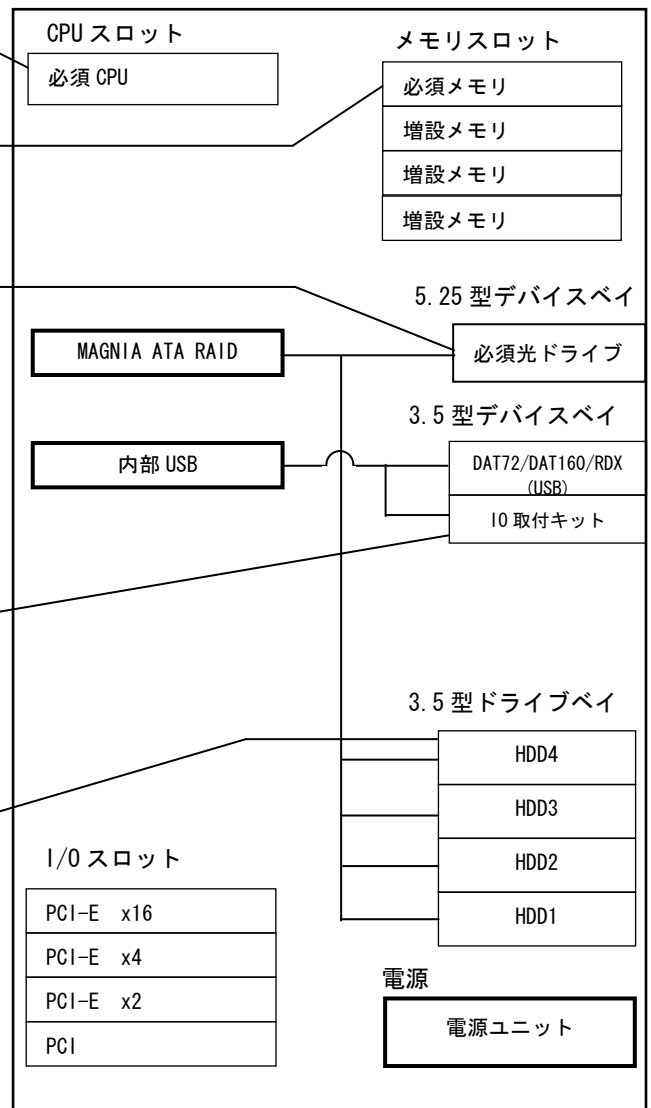 CPU スロット
必須 CPU
メモリスロット
必須メモリ
増設メモリ
増設メモリ
増設メモリ
5.25 型デバイスベイ
MAGNIA ATA RAID
必須光ドライブ
3.5 型デバイスベイ
内部 USB
DAT72/DAT160/RDX
(USB)
IO 取付キット
3.5 型ドライブベイ
HDD4
HDD3
HDD2
HDD1
I/O スロット
PCI-E x16
PCI-E x4
PCI-E x2
PCI
電源
電源ユニット